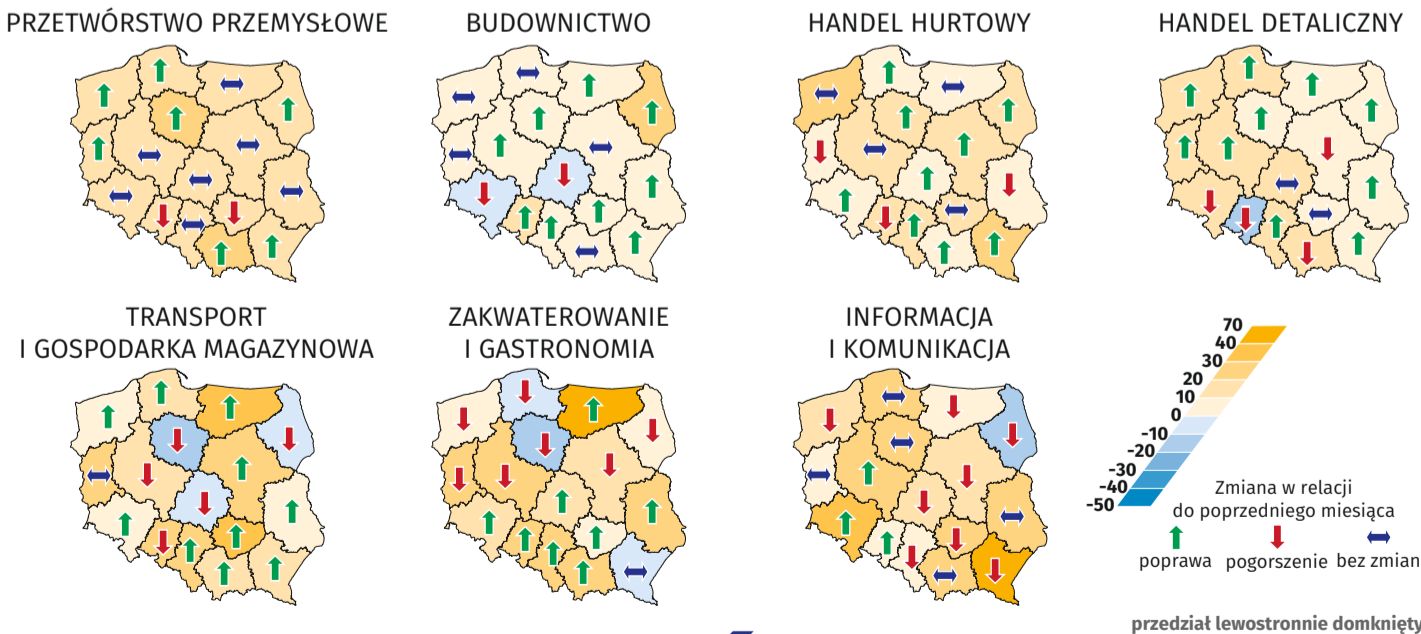 PRZETWÓRSTWO PRZEMYSŁOWE
BUDOWNICTWO
HANDEL HURTOWY
HANDEL DETALICZNY
TRANSPORT
I GOSPODARKA MAGAZYNOWA
ZAKWATEROWANIE
I GASTRONOMIA
INFORMACJA
I KOMUNIKACJA
70
40
30
20
10
0
-10
-20
-30
-40
-50
Zmiana w relacji
do poprzedniego miesiąca
poprawa pogorszenie bez zmian
przedział lewostronnie domknięty